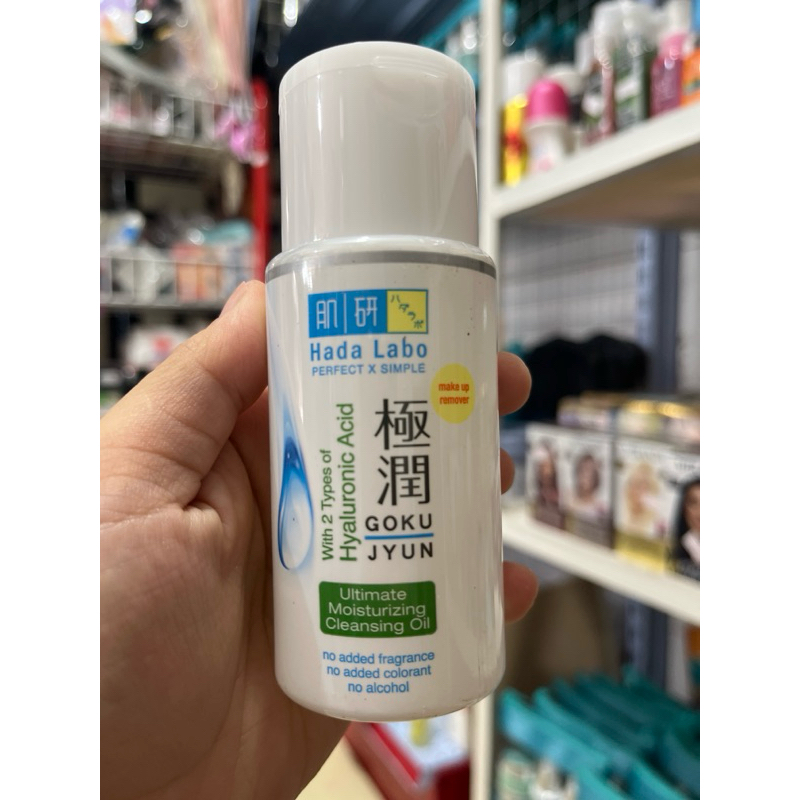 肌研
ハダラボ
Hada Labo
PERFECT X SIMPLE
make up
remover
極潤
With 2 Types of
Hyaluronic Acid
GOKU
JYUN
Ultimate
Moisturizing
Cleansing Oil
no added fragrance
no added colorant
no alcohol